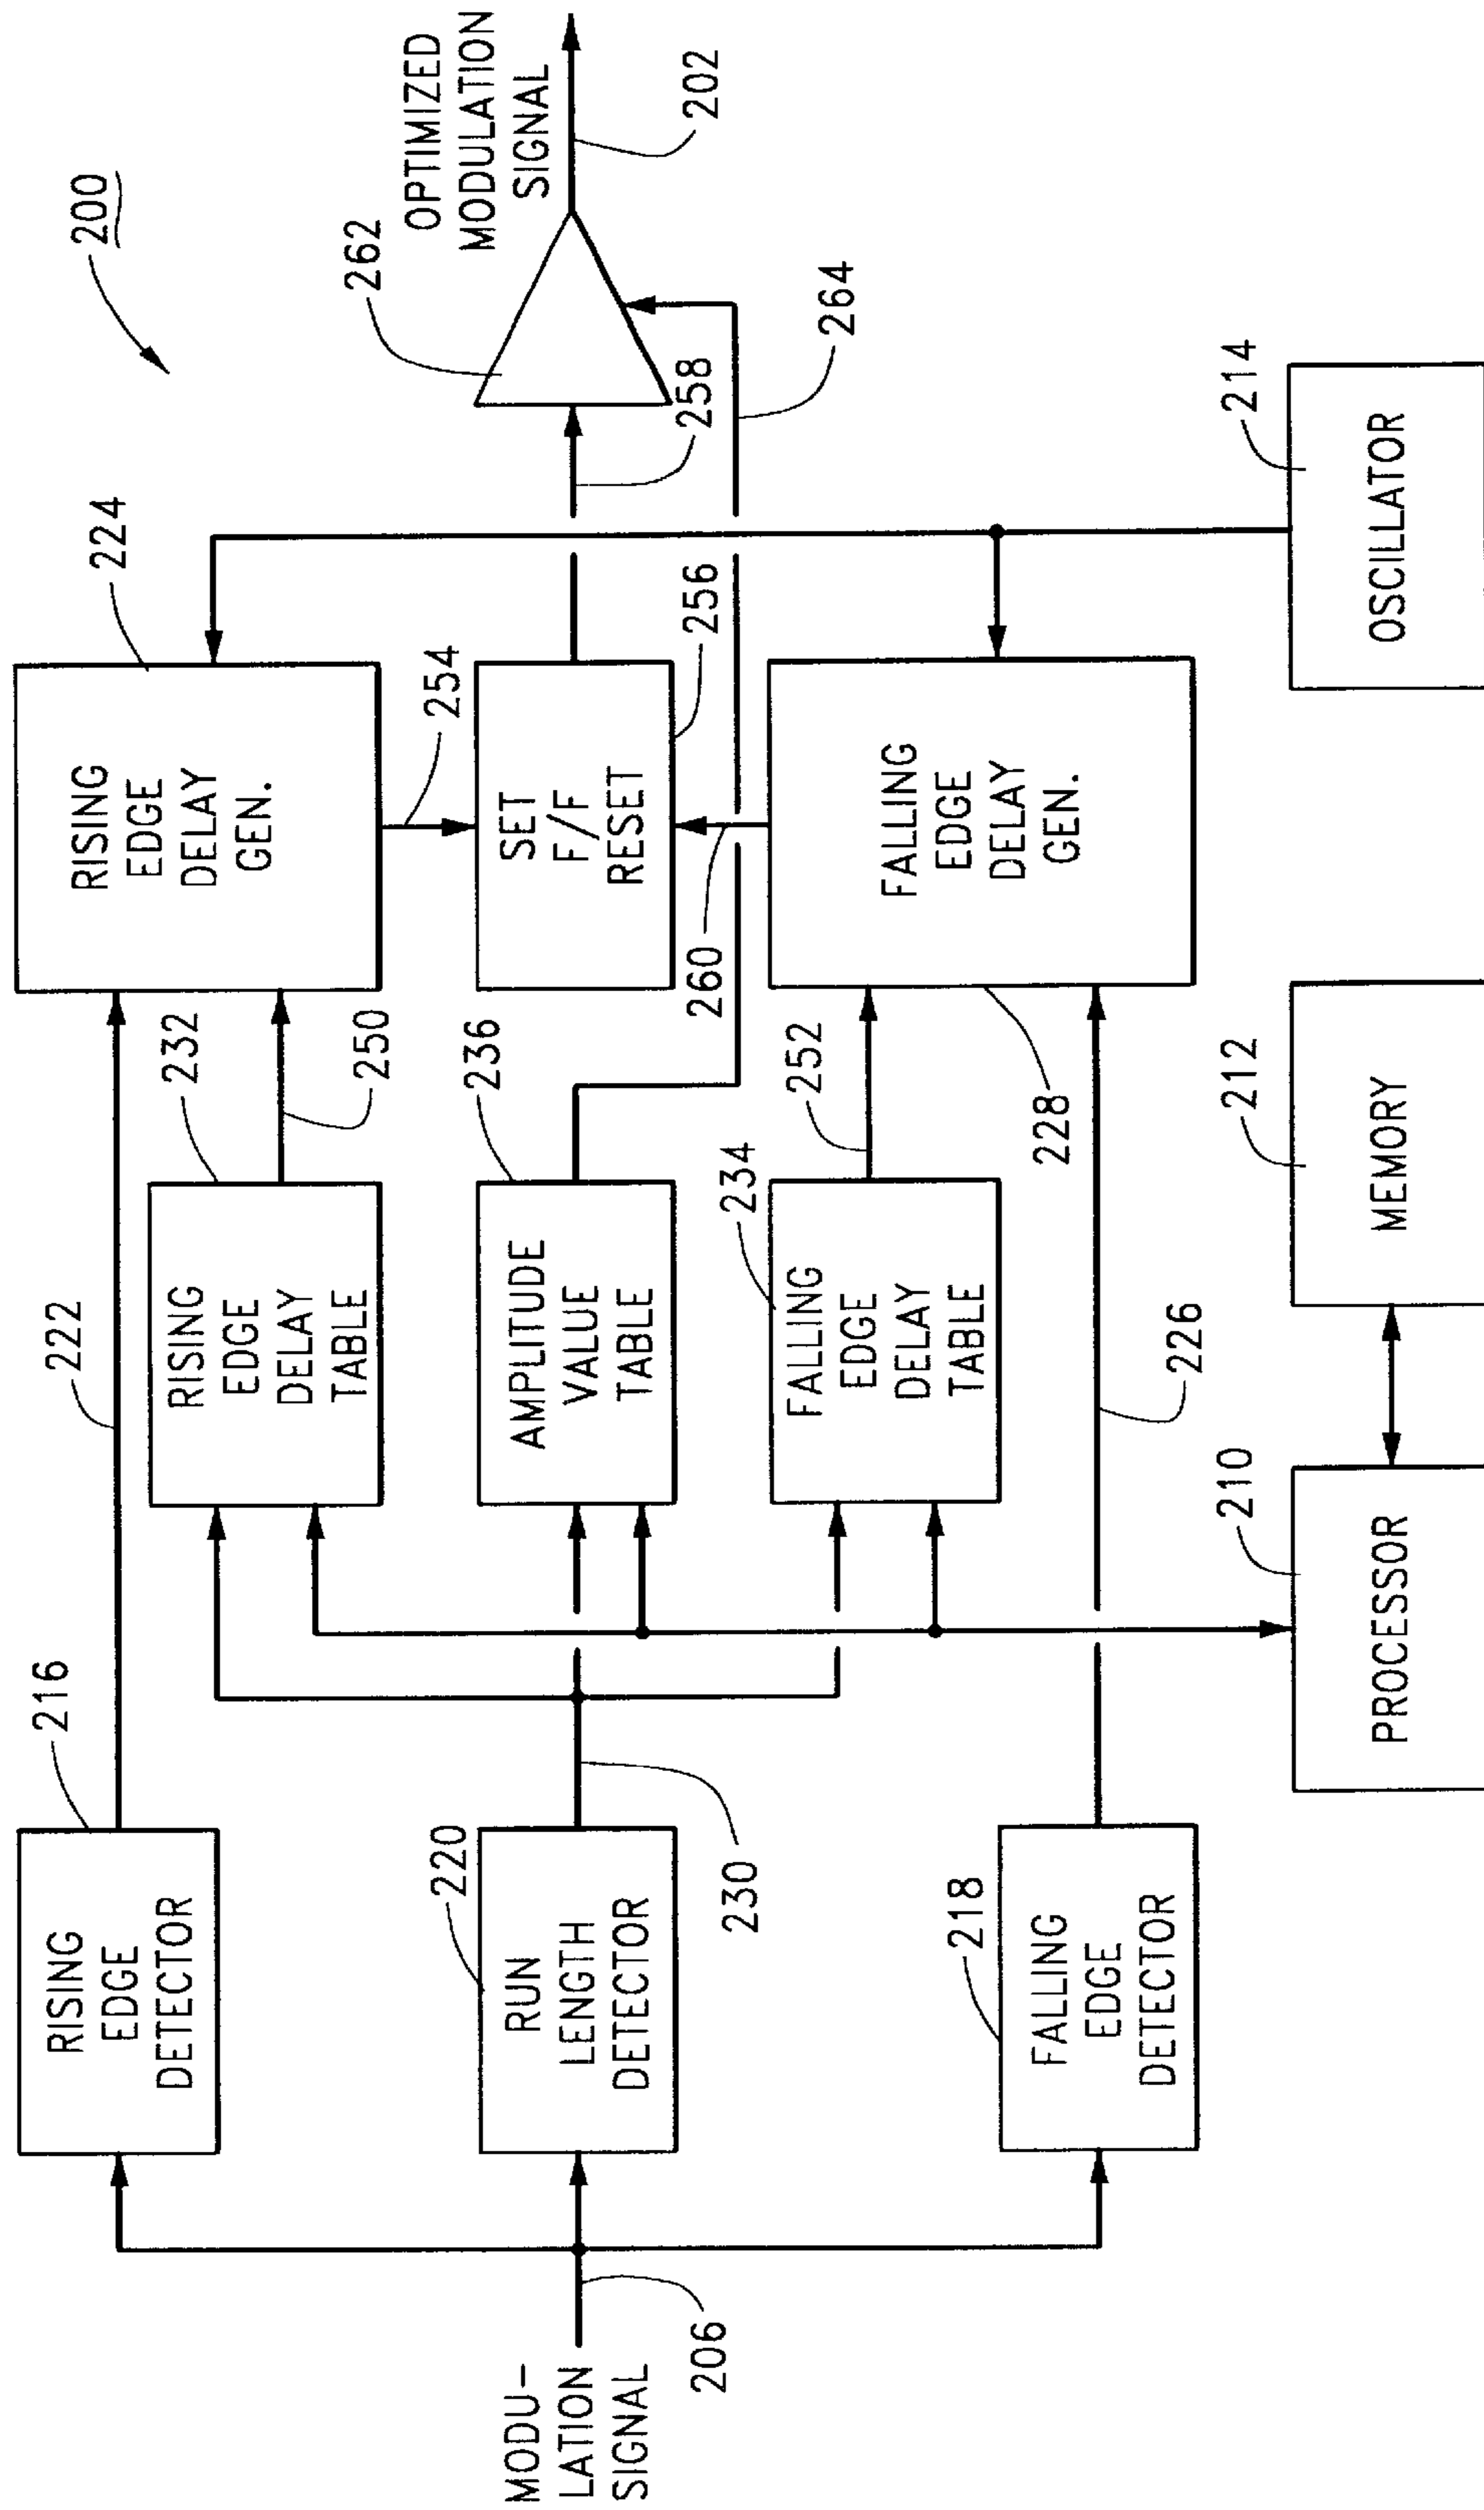 200
216
222
232
224
RISING
EDGE
DETECTOR
RISING
EDGE
DELAY
TABLE
250
RISING
EDGE
DELAY
GEN.
254
262
OPTIMIZED
MODULATION
SIGNAL
202
MODU–
LATION
SIGNAL
206
220
RUN
LENGTH
DETECTOR
230
236
AMPLITUDE
VALUE
TABLE
SET
F/F
RESET
256
258
260
264
218
FALLING
EDGE
DETECTOR
234
FALLING
EDGE
DELAY
TABLE
252
228
FALLING
EDGE
DELAY
GEN.
226
210
PROCESSOR
212
MEMORY
214
OSCILLATOR